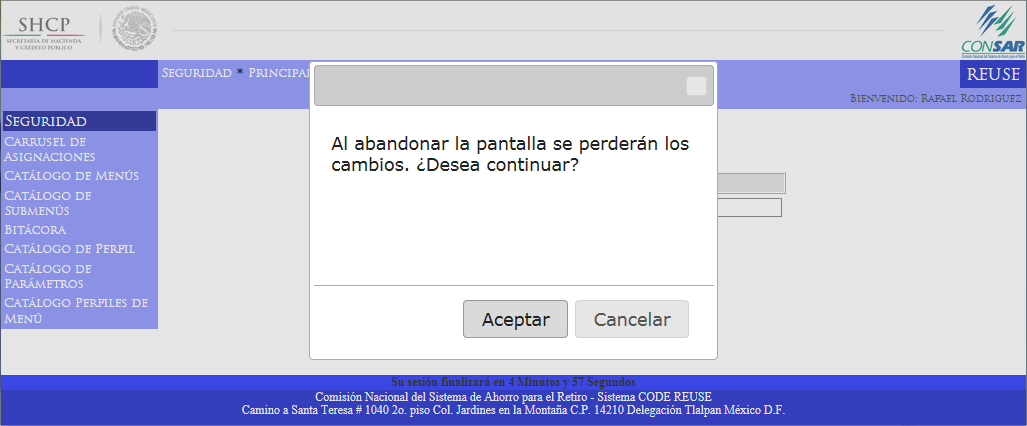 SHCP
SECRETARÍA DE HACIENDA
Y CRÉDITO PÚBLICO
CONSAR
Seguridad * Principal
REUSE
Bienvenido: Rafael Rodriguez
Seguridad
Carrusel de
Asignaciones
Catálogo de Menús
Catálogo de
Submenús
Bitácora
Catálogo de Perfil
Catálogo de
Parámetros
Catálogo Perfiles de
Menú
Al abandonar la pantalla se perderán los
cambios. ¿Desea continuar?
Aceptar
Cancelar
Su sesión finalizará en 4 Minutos y 57 Segundos
Comisión Nacional del Sistema de Ahorro para el Retiro - Sistema CODE REUSE
Camino a Santa Teresa # 1040 2o. piso Col. Jardines en la Montaña C.P. 14210 Delegación Tlalpan México D.F.